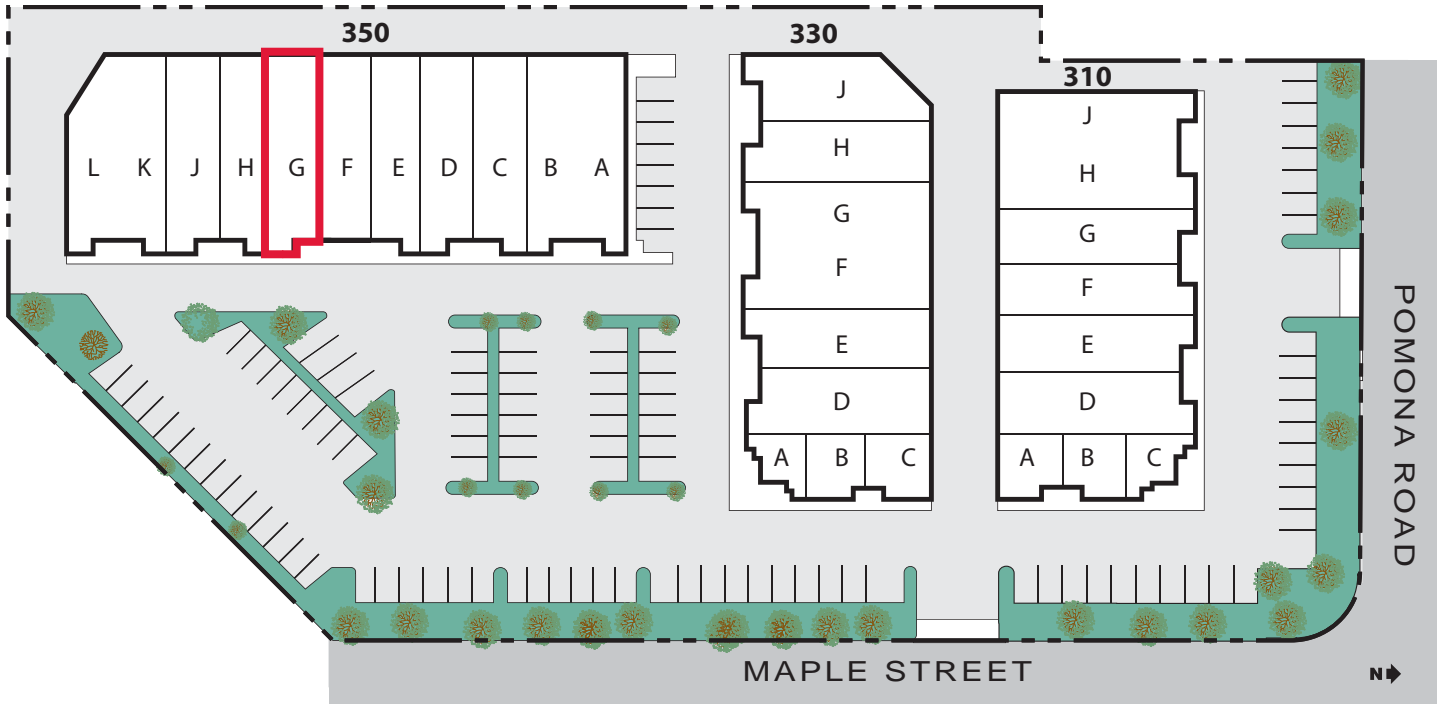 350
330
310
L K J H G F E D C B A
J
H
G
F
E
D
A B C
J
H
G
F
E
D
A B C
POMONA ROAD
MAPLE STREET
N